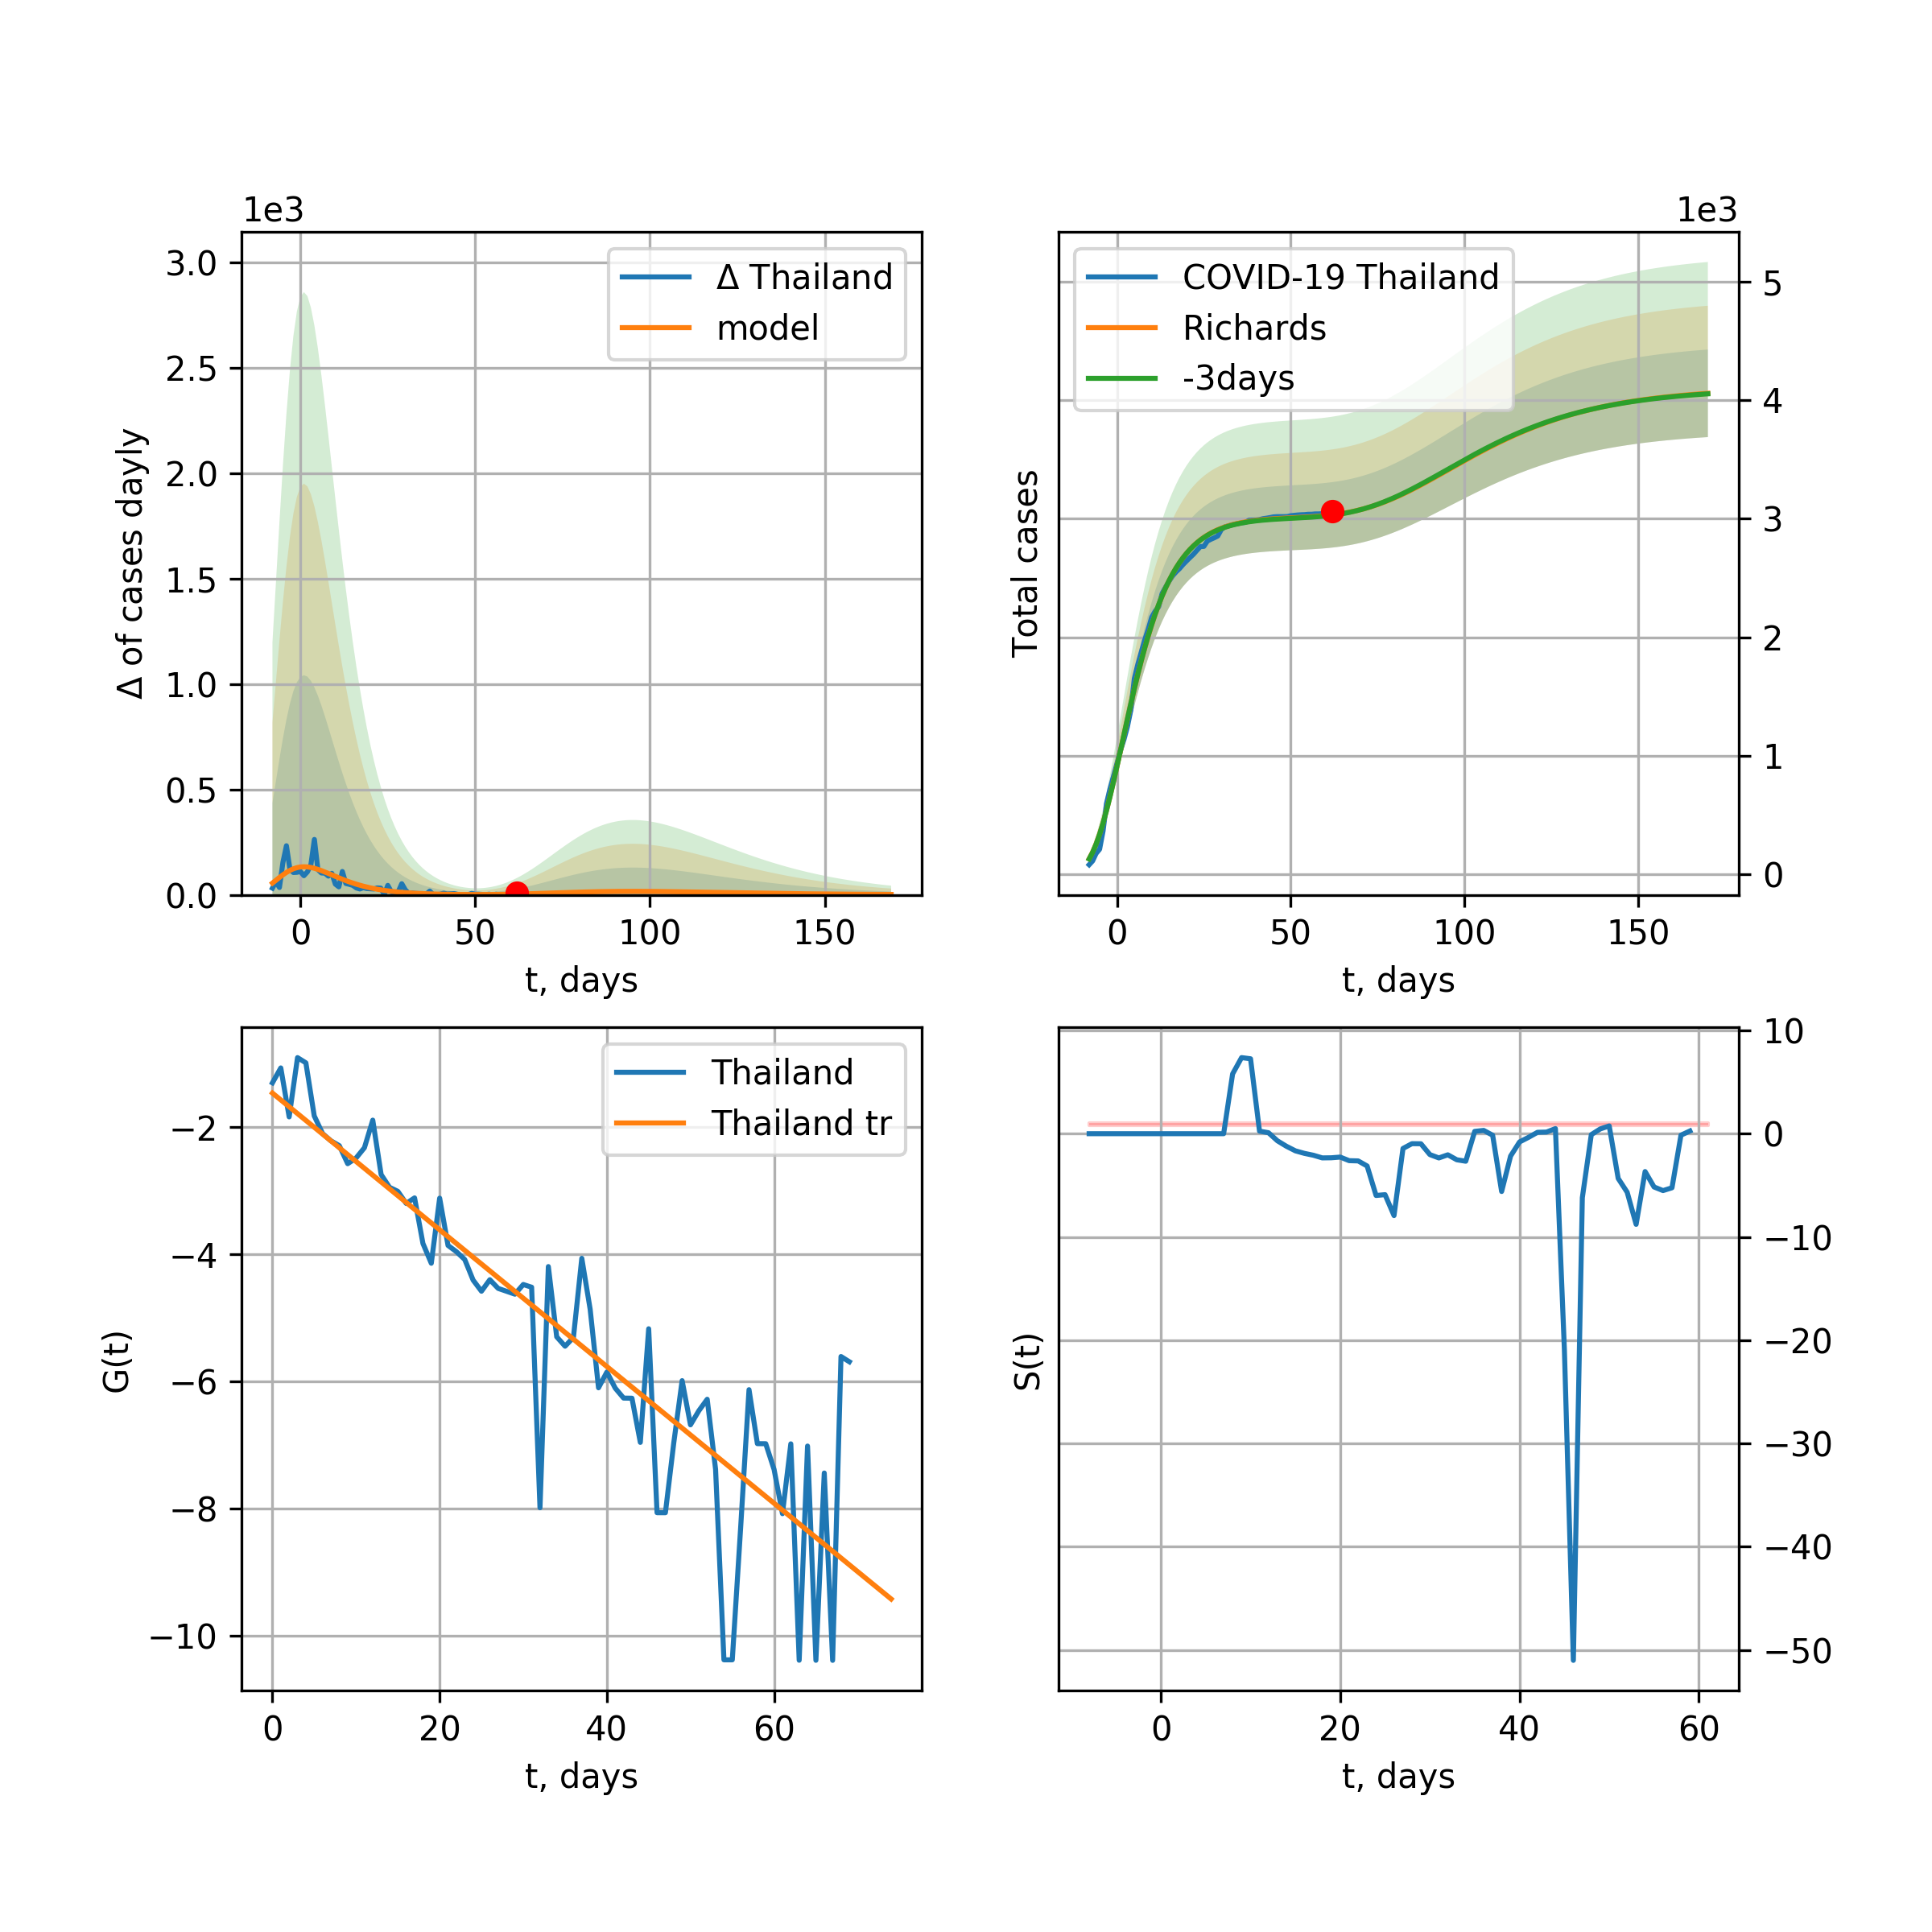 1e3
3.0
2.5
2.0
1.5
1.0
0.5
0.0
Δ of cases dayly
Δ Thailand
model
0 50 100 150
t, days
1e3
COVID-19 Thailand
Richards
-3days
Total cases
5
4
3
2
1
0
0 50 100 150
t, days
Thailand
Thailand tr
G(t)
−2
−4
−6
−8
−10
0 20 40 60
t, days
S(t)
10
0
−10
−20
−30
−40
−50
0 20 40 60
t, days